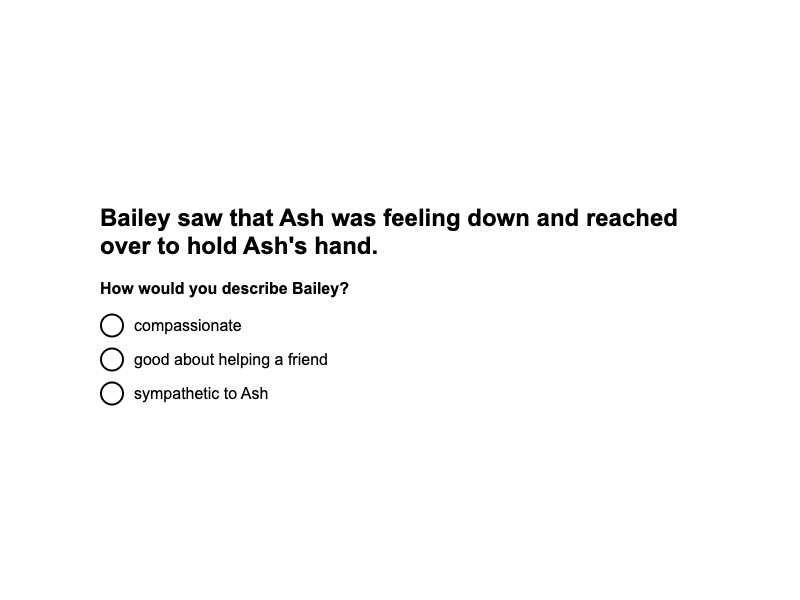 Bailey saw that Ash was feeling down and reached
over to hold Ash's hand.
How would you describe Bailey?
compassionate
good about helping a friend
sympathetic to Ash